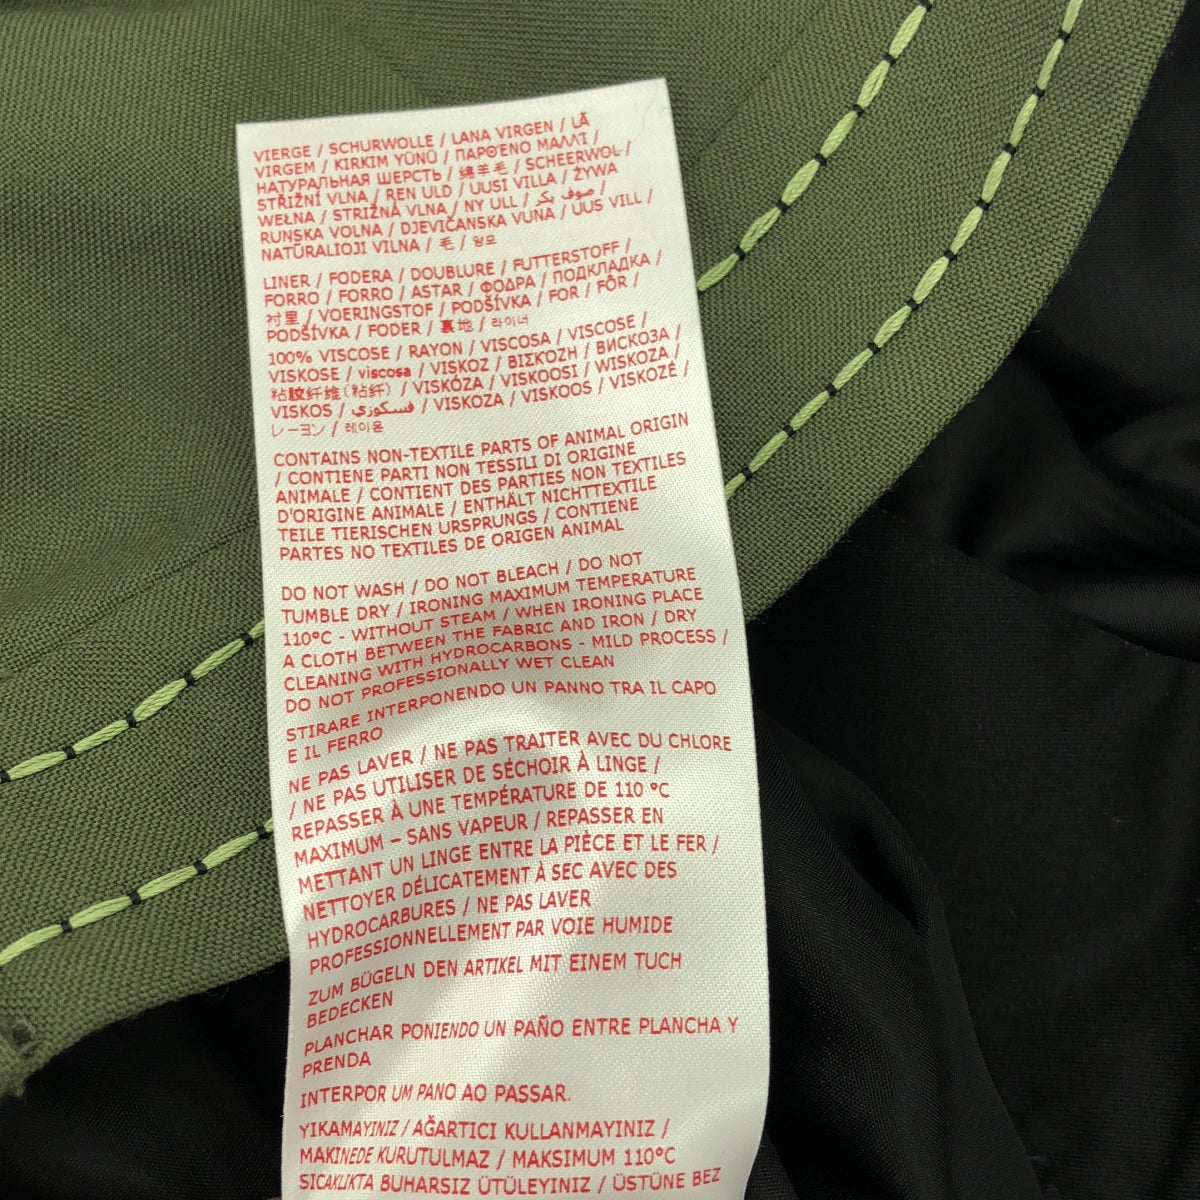 VIERGE / SCHURWOLLE / LANA VIRGEN / LÃ
VIRGEM / KIRKIM YÜNÜ / ΠΑΡΘΈΝΟ ΜΑΛΛΊ /
НАТУРАЛЬНАЯ ШЕРСТЬ / 绵羊毛 / SCHEERWOL /
STŘIŽNÍ VLNA / REN ULD / UUSI VILLA / ŻYWA
WEŁNA / STRIŽNÁ VLNA / NY ULL / صوف بكر /
RUNSKA VOLNA / DJEVIČANSKA VUNA / UUS VILL /
NATŪRALIOJI VILNA / 毛 / 양모
LINER / FODERA / DOUBLURE / FUTTERSTOFF /
FORRO / FORRO / ASTAR / ΦΟΔΡΑ / ПОДКЛАДКА /
衬里 / VOERINGSTOF / PODŠÍVKA / FOR / FÔR /
PODŠÍVKA / FODER / 裏地 / 라이너
100% VISCOSE / RAYON / VISCOSA / VISCOSE /
VISKOSE / viscosa / VISKOZ / ΒΙΣΚΟΖΗ / ВИСКОЗА /
粘胶纤维(粘纤) / VISKÓZA / VISKOOSI / WISKOZA /
VISKOS / فسكوزي / VISKOZA / VISKOOS / VISKOZĖ /
レーヨン / 레이온
CONTAINS NON-TEXTILE PARTS OF ANIMAL ORIGIN
/ CONTIENE PARTI NON TESSILI DI ORIGINE
ANIMALE / CONTIENT DES PARTIES NON TEXTILES
D'ORIGINE ANIMALE / ENTHÄLT NICHTTEXTILE
TEILE TIERISCHEN URSPRUNGS / CONTIENE
PARTES NO TEXTILES DE ORIGEN ANIMAL
DO NOT WASH / DO NOT BLEACH / DO NOT
TUMBLE DRY / IRONING MAXIMUM TEMPERATURE
110°C - WITHOUT STEAM / WHEN IRONING PLACE
A CLOTH BETWEEN THE FABRIC AND IRON / DRY
CLEANING WITH HYDROCARBONS - MILD PROCESS /
DO NOT PROFESSIONALLY WET CLEAN
STIRARE INTERPONENDO UN PANNO TRA IL CAPO
E IL FERRO
NE PAS LAVER / NE PAS TRAITER AVEC DU CHLORE
/ NE PAS UTILISER DE SÉCHOIR À LINGE /
REPASSER À UNE TEMPÉRATURE DE 110 °C
MAXIMUM – SANS VAPEUR / REPASSER EN
METTANT UN LINGE ENTRE LA PIÈCE ET LE FER /
NETTOYER DÉLICATEMENT À SEC AVEC DES
HYDROCARBURES / NE PAS LAVER
PROFESSIONNELLEMENT PAR VOIE HUMIDE
ZUM BÜGELN DEN ARTIKEL MIT EINEM TUCH
BEDECKEN
PLANCHAR PONIENDO UN PAÑO ENTRE PLANCHA Y
PRENDA
INTERPOR UM PANO AO PASSAR.
YIKAMAYINIZ / AĞARTICI KULLANMAYINIZ /
MAKINEDE KURUTULMAZ / MAKSIMUM 110°C
SICAKLIKTA BUHARSIZ ÜTÜLEYINIZ / ÜSTÜNE BEZ